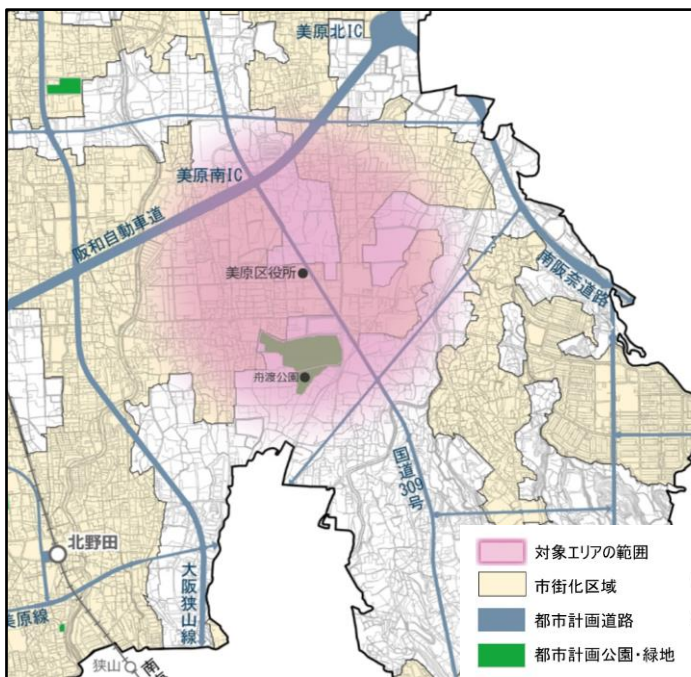 美原北IC
美原南IC
阪和自動車道
美原区役所
南阪奈道路
舟渡公園
国道309号
北野田
大阪狭山線
美原線
狭山
南
対象エリアの範囲
市街化区域
都市計画道路
都市計画公園・緑地